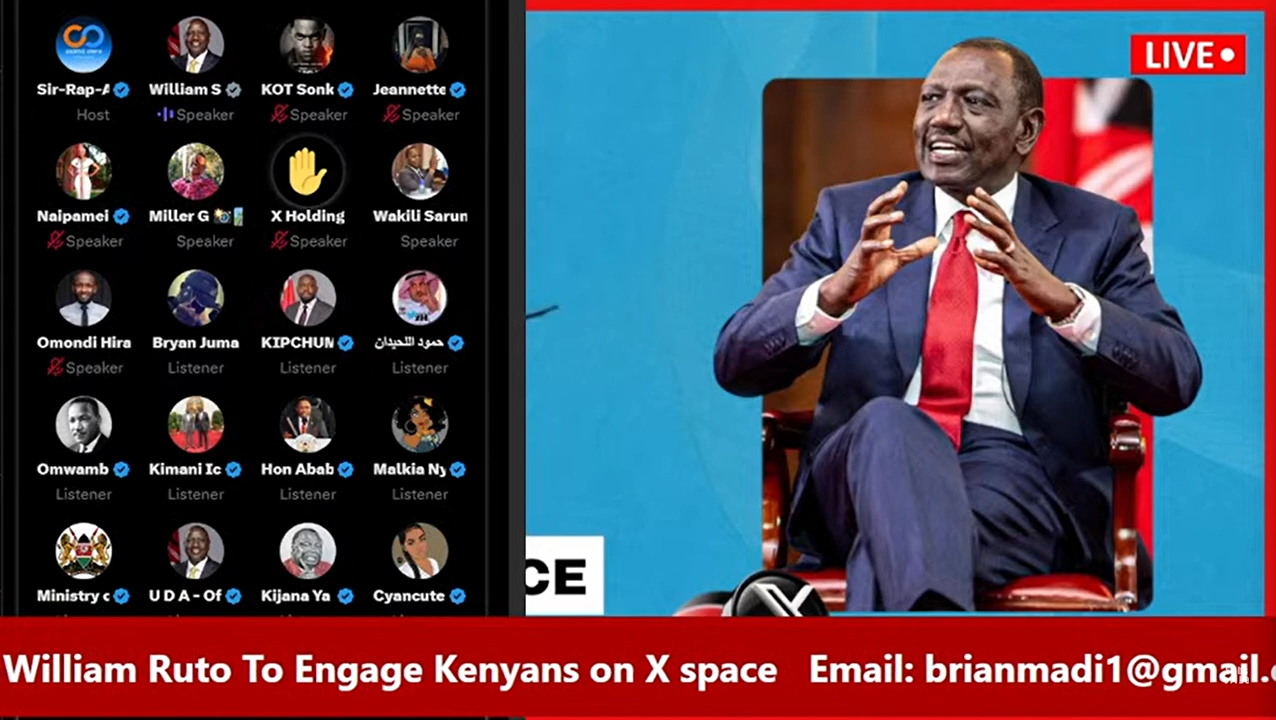 Sir-Rap-A
William S
KOT Sonk
Jeannette
Host
Speaker
Speaker
Speaker
Naipamei
Miller G
X Holding
Wakili Sarun
Speaker
Speaker
Speaker
Speaker
Omondi Hira
Bryan Juma
KIPCHUM
حمود اللحيدان
Speaker
Listener
Listener
Listener
Omwamb
Kimani Ic
Hon Abab
Malkia Ny
Listener
Listener
Listener
Listener
Ministry o
U D A - Of
Kijana Ya
Cyancute
LIVE
CE
William Ruto To Engage Kenyans on X space Email: brianmadi1@gmail.c